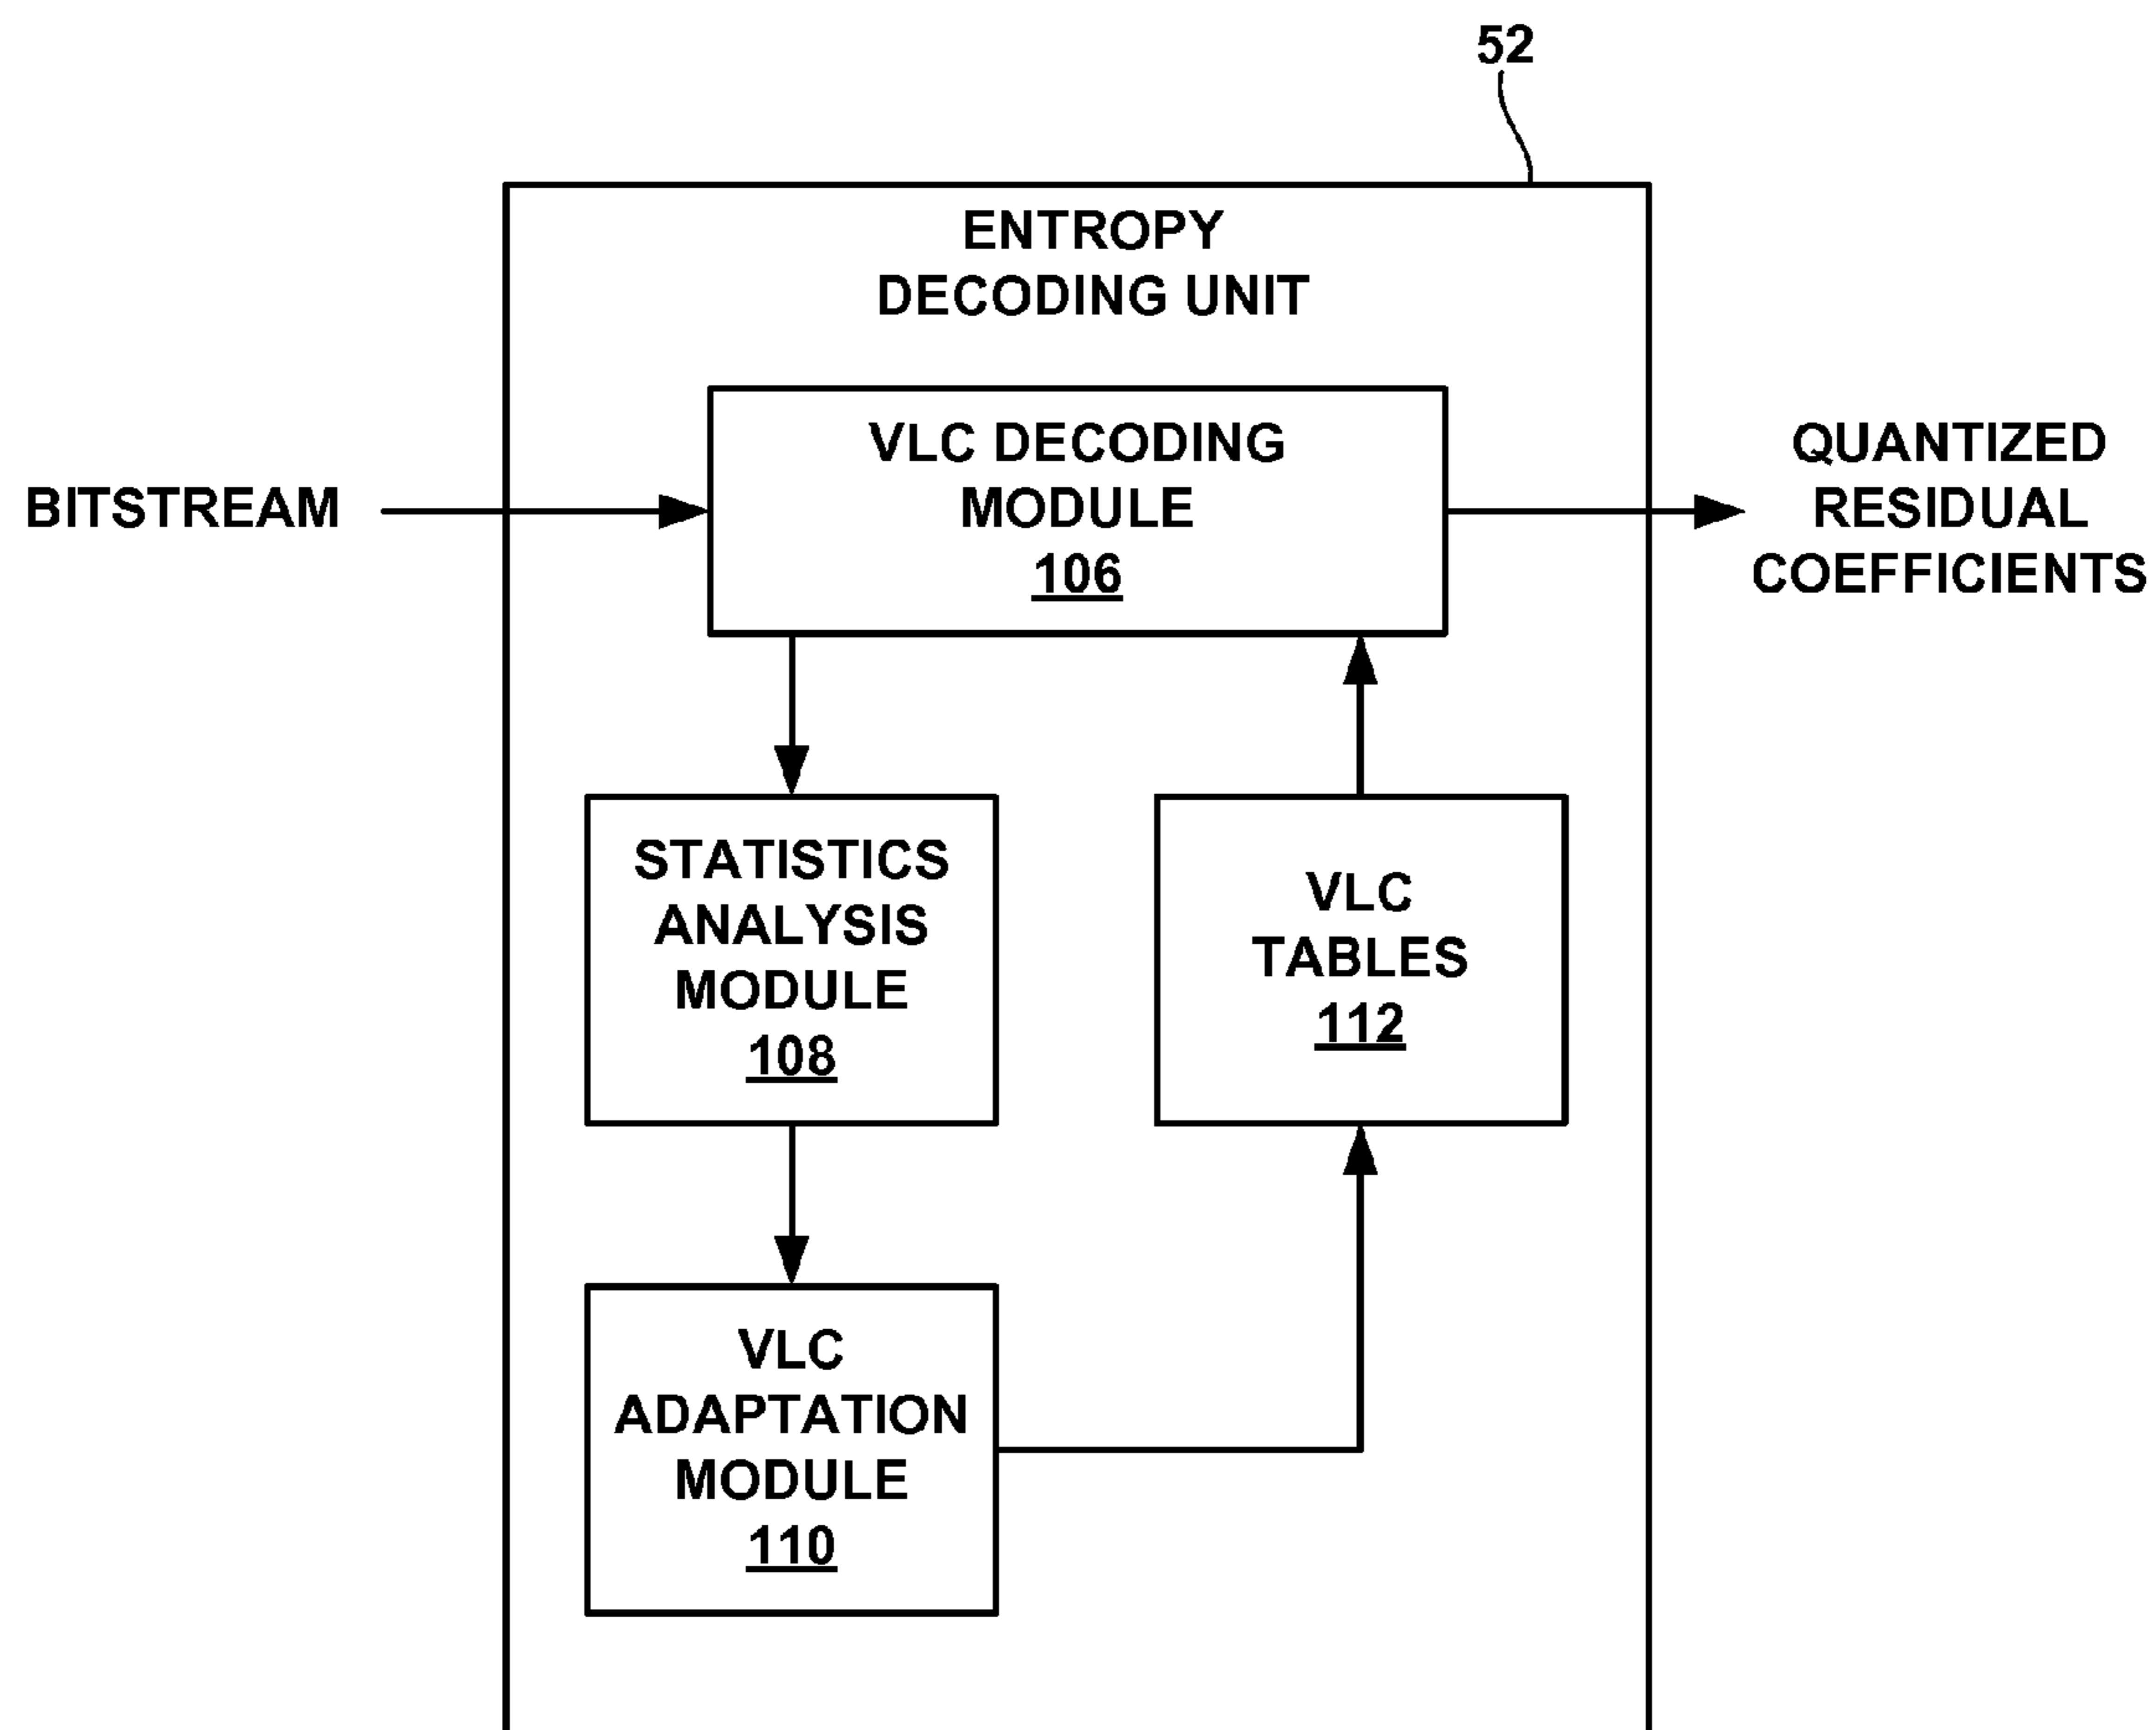 52
ENTROPY
DECODING UNIT
BITSTREAM
VLC DECODING
MODULE
106
QUANTIZED
RESIDUAL
COEFFICIENTS
STATISTICS
ANALYSIS
MODULE
108
VLC
TABLES
112
VLC
ADAPTATION
MODULE
110